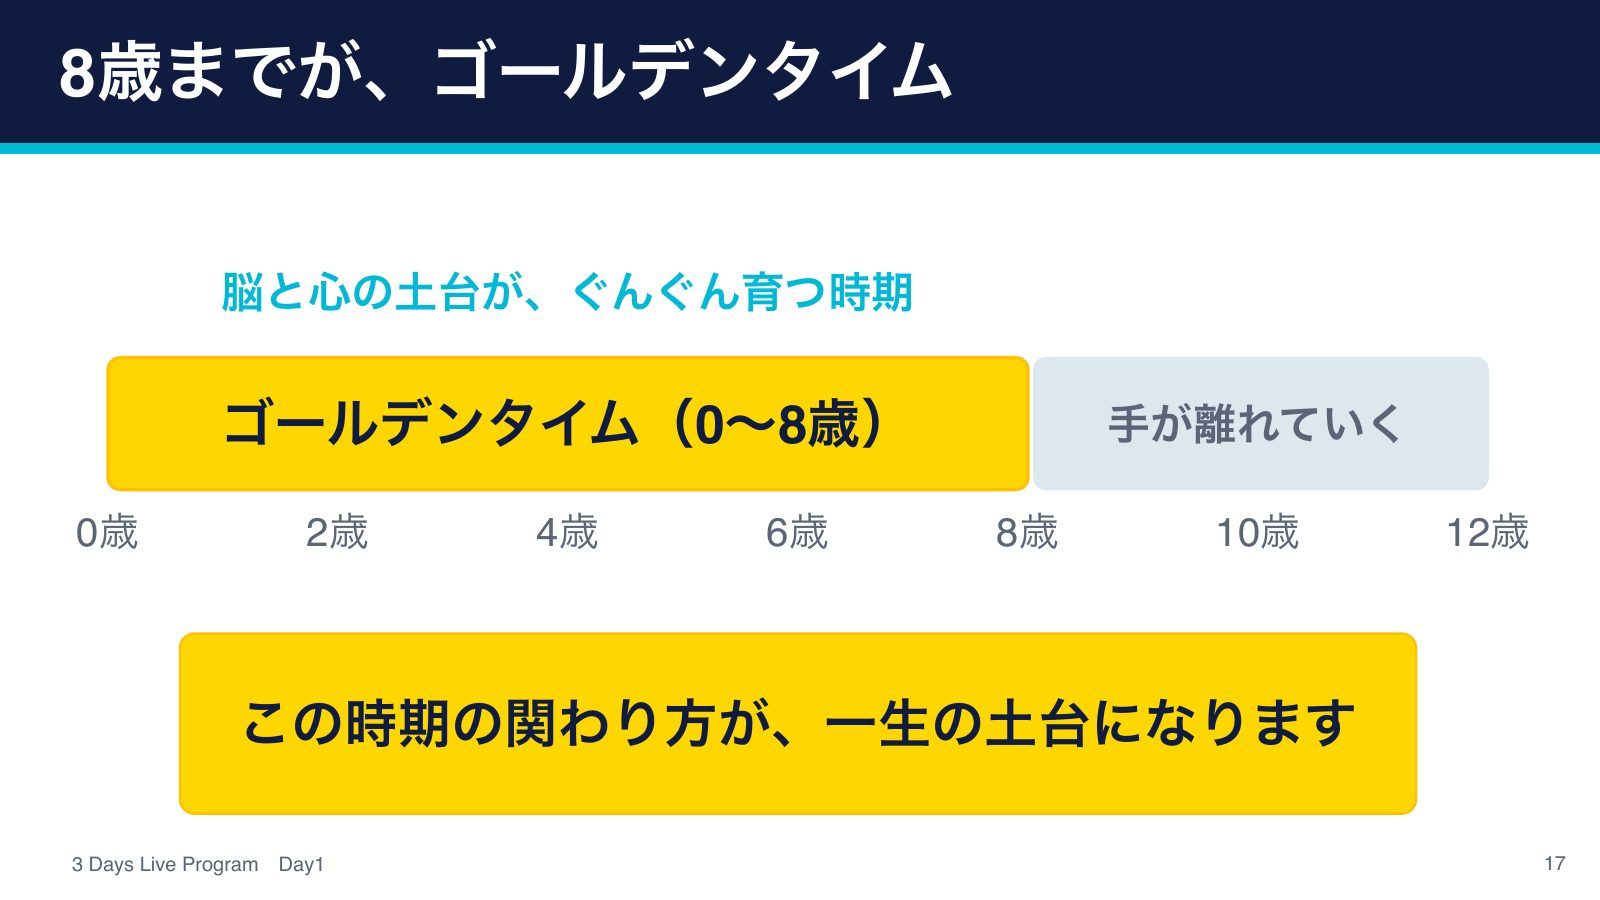 8歳までが、ゴールデンタイム
脳と心の土台が、ぐんぐん育つ時期
ゴールデンタイム（0〜8歳）
手が離れていく
0歳
2歳
4歳
6歳
8歳
10歳
12歳
この時期の関わり方が、一生の土台になります
3 Days Live Program　Day1
17